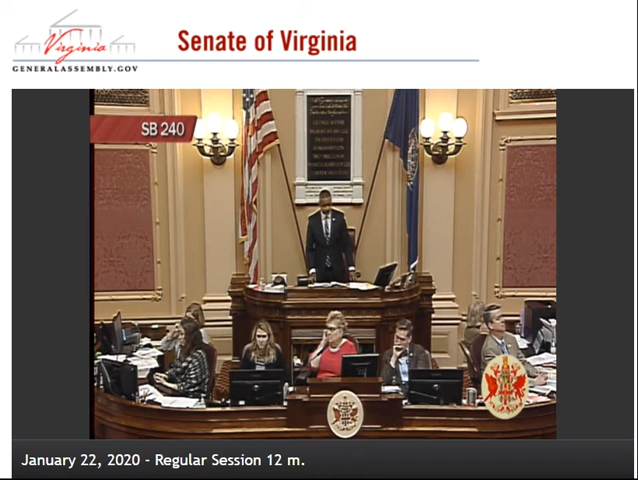 Virginia
GENERALASSEMBLY.GOV
Senate of Virginia
SB 240
January 22, 2020 - Regular Session 12 m.